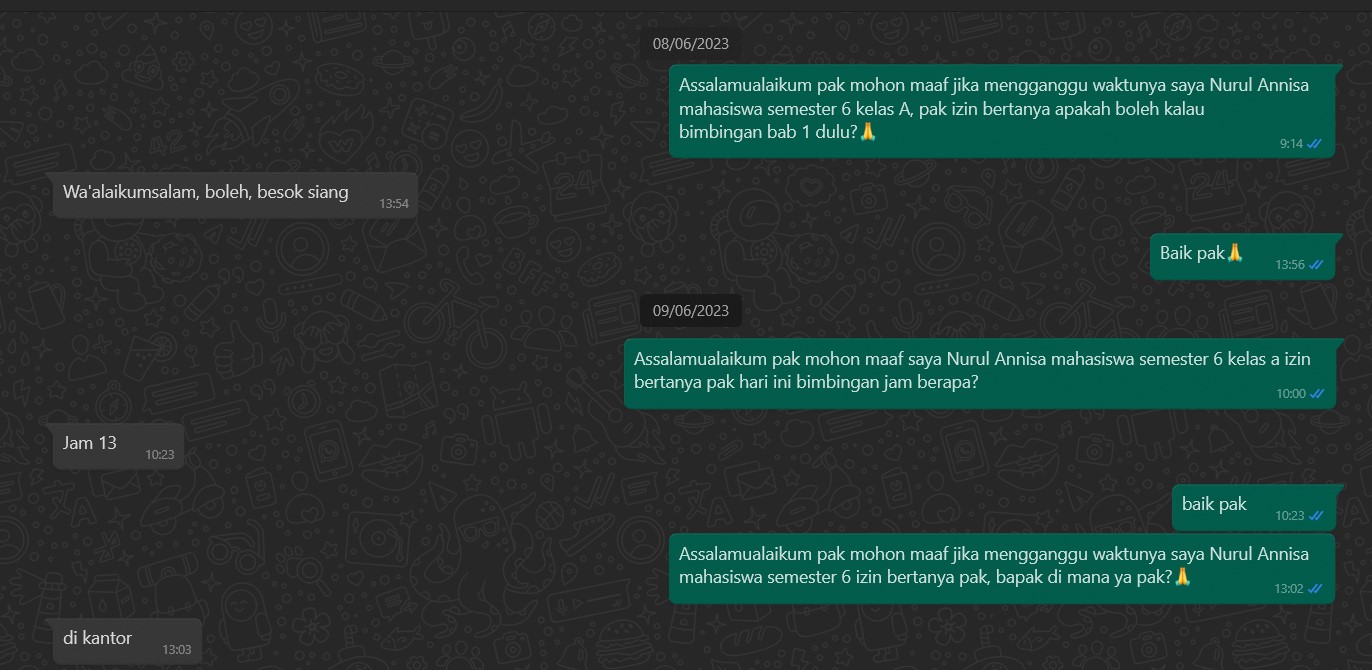 08/06/2023
Assalamualaikum pak mohon maaf jika mengganggu waktunya saya Nurul Annisa
mahasiswa semester 6 kelas A, pak izin bertanya apakah boleh kalau
bimbingan bab 1 dulu?🙏
9:14
Wa'alaikumsalam, boleh, besok siang
13:54
Baik pak🙏
13:56
09/06/2023
Assalamualaikum pak mohon maaf saya Nurul Annisa mahasiswa semester 6 kelas a izin
bertanya pak hari ini bimbingan jam berapa?
10:00
Jam 13
10:23
baik pak
10:23
Assalamualaikum pak mohon maaf jika mengganggu waktunya saya Nurul Annisa
mahasiswa semester 6 izin bertanya pak, bapak di mana ya pak?🙏
13:02
di kantor
13:03